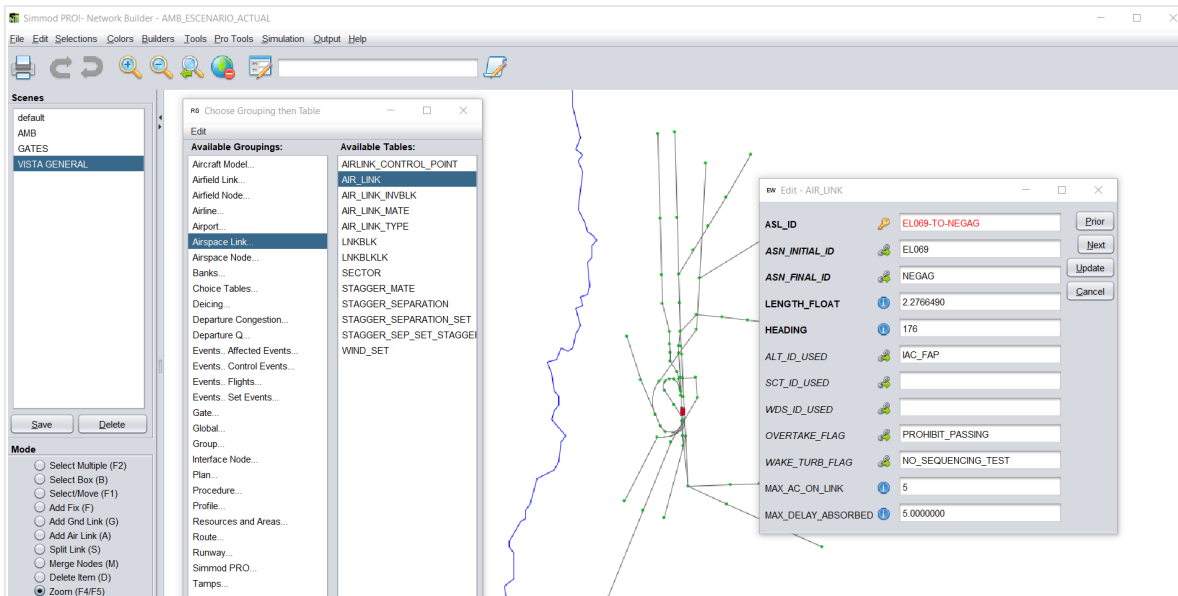 Simmod PRO!- Network Builder - AMB_ESCENARIO_ACTUAL
File Edit Selections Colors Builders Tools Pro Tools Simulation Output Help
Scenes
default
AMB
GATES
VISTA GENERAL
Save Delete
Mode
Select Multiple (F2)
Select Box (B)
Select/Move (F1)
Add Fix (F)
Add Gnd Link (G)
Add Air Link (A)
Split Link (S)
Merge Nodes (M)
Delete Item (D)
Zoom (F4/F5)
RG Choose Grouping then Table
Edit
Available Groupings:
Aircraft Model...
Airfield Link...
Airfield Node...
Airline...
Airport...
Airspace Link...
Airspace Node...
Banks...
Choice Tables...
Deicing...
Departure Congestion...
Departure Q...
Events.. Affected Events...
Events.. Control Events...
Events.. Flights...
Events.. Set Events...
Gate...
Global...
Group...
Interface Node...
Plan...
Procedure...
Profile...
Resources and Areas...
Route...
Runway...
Simmod PRO...
Tamps...
Available Tables:
AIRLINK_CONTROL_POINT
AIR_LINK
AIR_LINK_INVBLK
AIR_LINK_MATE
AIR_LINK_TYPE
LNKBLK
LNKBLKLK
SECTOR
STAGGER_MATE
STAGGER_SEPARATION
STAGGER_SEPARATION_SET
STAGGER_SEP_SET_STAGGE
WIND_SET
EW Edit - AIR_LINK
ASL_ID EL069-TO-NEGAG
ASN_INITIAL_ID EL069
ASN_FINAL_ID NEGAG
LENGTH_FLOAT 2.2766490
HEADING 176
ALT_ID_USED IAC_FAP
SCT_ID_USED
WDS_ID_USED
OVERTAKE_FLAG PROHIBIT_PASSING
WAKE_TURB_FLAG NO_SEQUENCING_TEST
MAX_AC_ON_LINK 5
MAX_DELAY_ABSORBED 5.0000000
Prior
Next
Update
Cancel